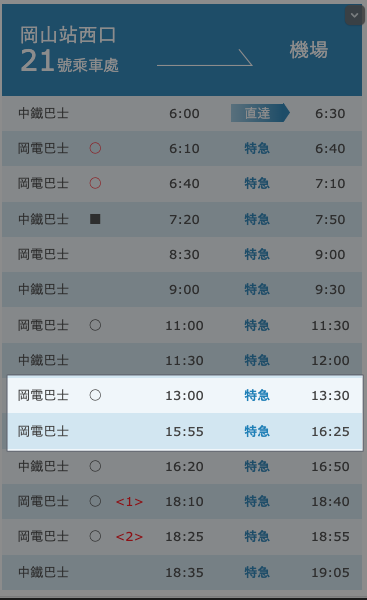 岡山站西口
21號乘車處
機場
中鐵巴士 6:00 直達 6:30
岡電巴士 ○ 6:10 特急 6:40
岡電巴士 ○ 6:40 特急 7:10
中鐵巴士 ■ 7:20 特急 7:50
岡電巴士 8:30 特急 9:00
中鐵巴士 9:00 特急 9:30
岡電巴士 ○ 11:00 特急 11:30
中鐵巴士 11:30 特急 12:00
岡電巴士 ○ 13:00 特急 13:30
岡電巴士 15:55 特急 16:25
中鐵巴士 ○ 16:20 特急 16:50
岡電巴士 ○ <1> 18:10 特急 18:40
岡電巴士 ○ <2> 18:25 特急 18:55
中鐵巴士 18:35 特急 19:05